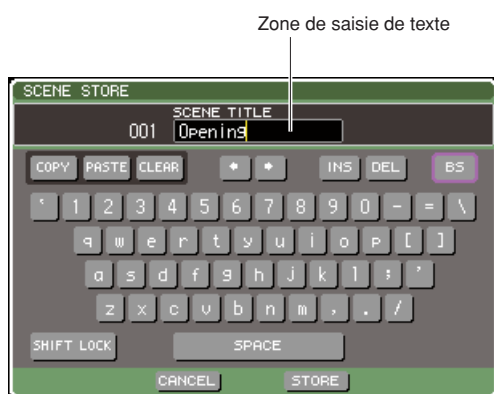 Zone de saisie de texte
SCENE STORE
SCENE TITLE
001 Opening
COPY PASTE CLEAR INS DEL BS
` 1 2 3 4 5 6 7 8 9 0 - = \
q w e r t y u i o p [ ]
a s d f g h j k l ; '
z x c v b n m , . /
SHIFT LOCK SPACE
CANCEL STORE